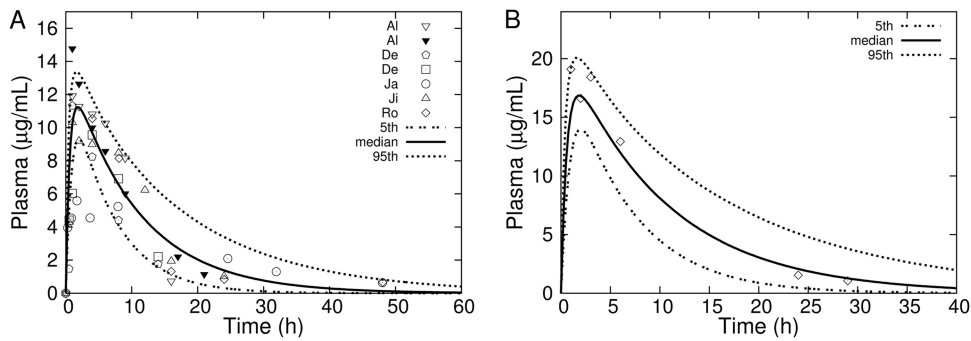 A
Plasma (µg/mL)
16
14
12
10
8
6
4
2
0
0 10 20 30 40 50 60
Time (h)
Al
Al
De
De
Ja
Ji
Ro
5th
median
95th
B
Plasma (µg/mL)
20
15
10
5
0
0 5 10 15 20 25 30 35 40
Time (h)
5th
median
95th